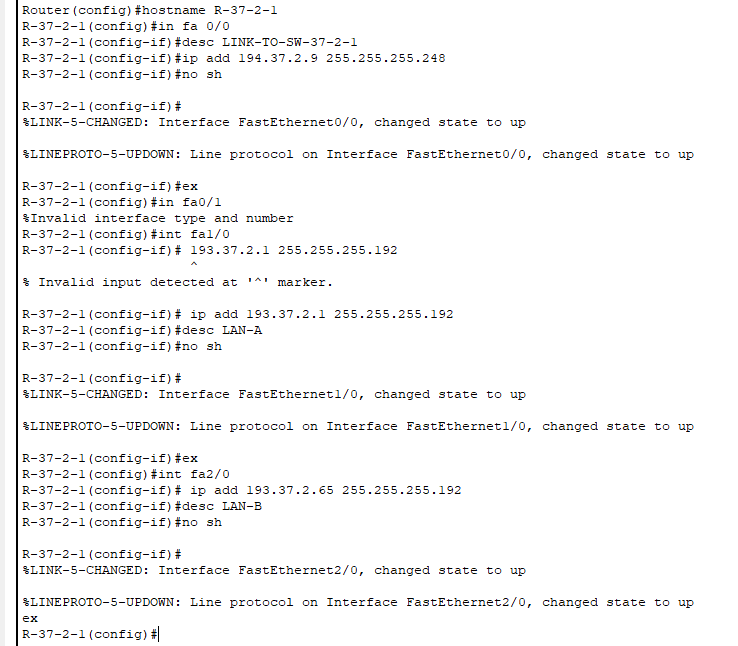 Router(config)#hostname R-37-2-1
R-37-2-1(config)#in fa 0/0
R-37-2-1(config-if)#desc LINK-TO-SW-37-2-1
R-37-2-1(config-if)#ip add 194.37.2.9 255.255.255.248
R-37-2-1(config-if)#no sh
R-37-2-1(config-if)#
%LINK-5-CHANGED: Interface FastEthernet0/0, changed state to up
%LINEPROTO-5-UPDOWN: Line protocol on Interface FastEthernet0/0, changed state to up
R-37-2-1(config-if)#ex
R-37-2-1(config)#in fa0/1
%Invalid interface type and number
R-37-2-1(config)#int fa1/0
R-37-2-1(config-if)# 193.37.2.1 255.255.255.192
^
% Invalid input detected at '^' marker.
R-37-2-1(config-if)# ip add 193.37.2.1 255.255.255.192
R-37-2-1(config-if)#desc LAN-A
R-37-2-1(config-if)#no sh
R-37-2-1(config-if)#
%LINK-5-CHANGED: Interface FastEthernet1/0, changed state to up
%LINEPROTO-5-UPDOWN: Line protocol on Interface FastEthernet1/0, changed state to up
R-37-2-1(config-if)#ex
R-37-2-1(config)#int fa2/0
R-37-2-1(config-if)# ip add 193.37.2.65 255.255.255.192
R-37-2-1(config-if)#desc LAN-B
R-37-2-1(config-if)#no sh
R-37-2-1(config-if)#
%LINK-5-CHANGED: Interface FastEthernet2/0, changed state to up
%LINEPROTO-5-UPDOWN: Line protocol on Interface FastEthernet2/0, changed state to up
ex
R-37-2-1(config)#